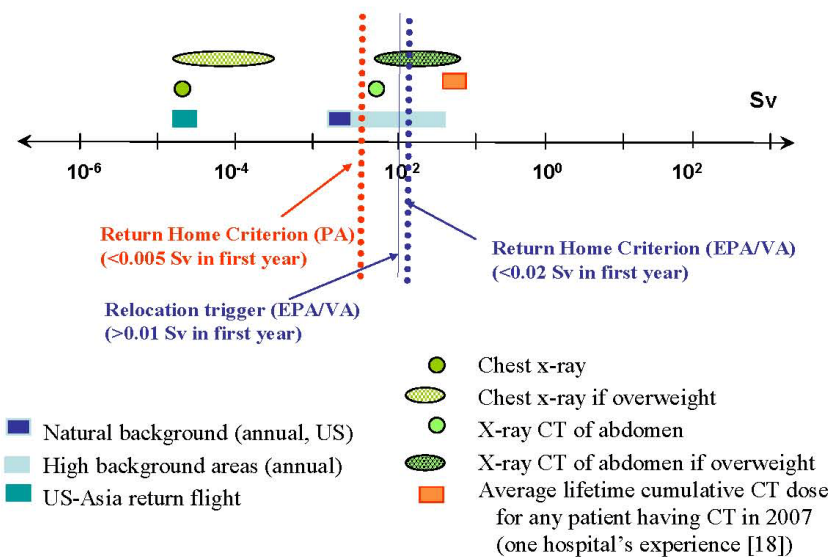 Sv
10-6
10-4
10-2
100
102
Return Home Criterion (PA)
(<0.005 Sv in first year)
Return Home Criterion (EPA/VA)
(<0.02 Sv in first year)
Relocation trigger (EPA/VA)
(>0.01 Sv in first year)
Natural background (annual, US)
High background areas (annual)
US-Asia return flight
Chest x-ray
Chest x-ray if overweight
X-ray CT of abdomen
X-ray CT of abdomen if overweight
Average lifetime cumulative CT dose
for any patient having CT in 2007
(one hospital's experience [18])